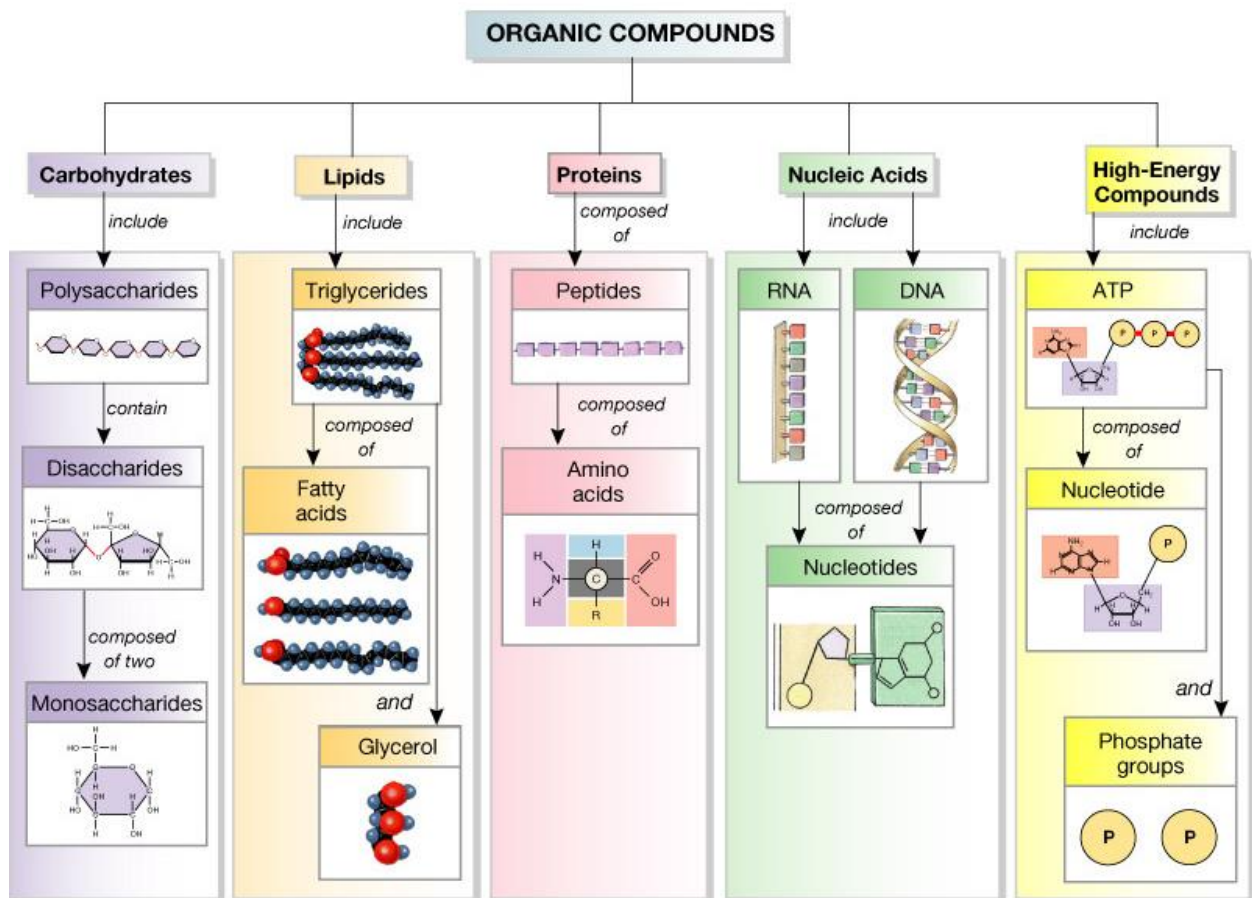 ORGANIC COMPOUNDS
Carbohydrates
include
Polysaccharides
contain
Disaccharides
composed
of two
Monosaccharides
Lipids
include
Triglycerides
composed
of
Fatty
acids
and
Glycerol
Proteins
composed
of
Peptides
composed
of
Amino
acids
H
H
O
N
C
C
H
R
OH
Nucleic Acids
include
RNA
DNA
composed
of
Nucleotides
High-Energy
Compounds
include
ATP
P P P
composed
of
Nucleotide
NH₂
P
and
Phosphate
groups
P P